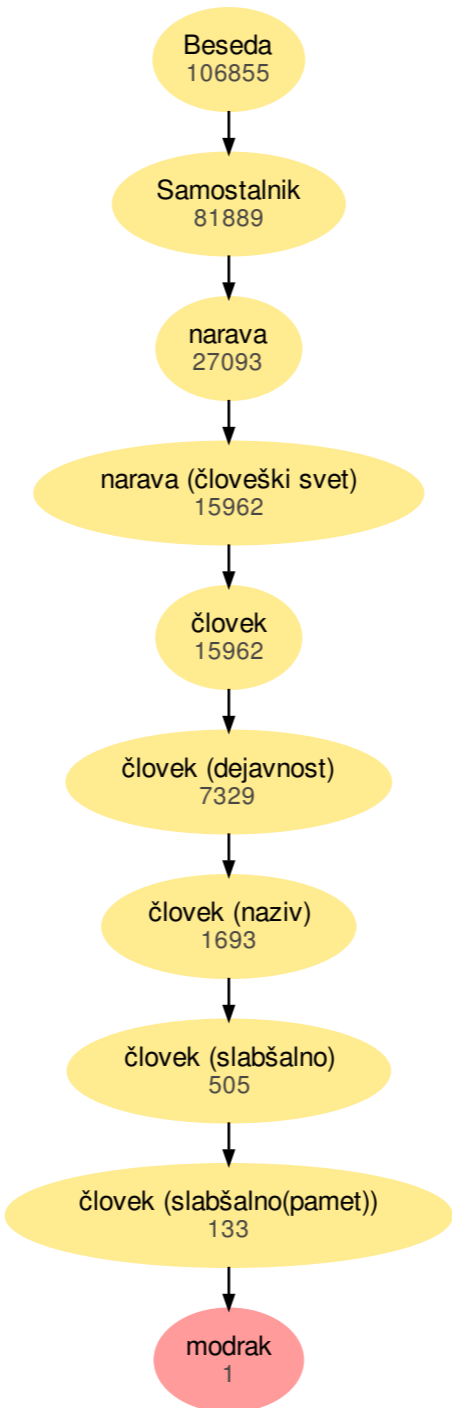 Beseda
106855
Samostalnik
81889
narava
27093
narava (človeški svet)
15962
človek
15962
človek (dejavnost)
7329
človek (naziv)
1693
človek (slabšalno)
505
človek (slabšalno(pamet))
133
modrak
1